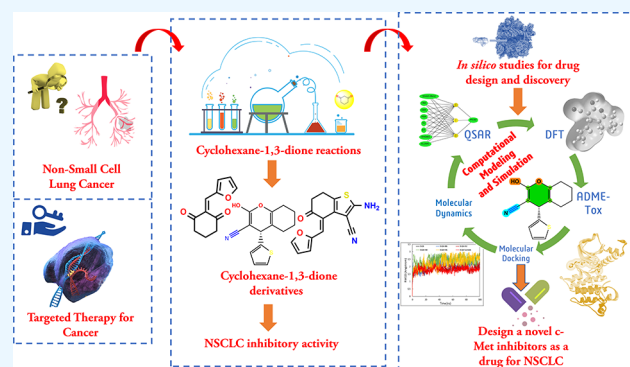 ?
Non-Small Cell
Lung Cancer
Targeted Therapy for
Cancer
Cyclohexane-1,3-dione reactions
O
O
O
HO
O
N
O
O
S
NH₂
N
S
Cyclohexane-1,3-dione
derivatives
NSCLC inhibitory activity
In silico studies for drug
design and discovery
QSAR
DFT
Computational
Modeling
and Simulation
HO
O
N
S
ADME-
Tox
Molecular
Dynamics
Molecular
Docking
Design a novel c-
Met inhibitors as a
drug for NSCLC